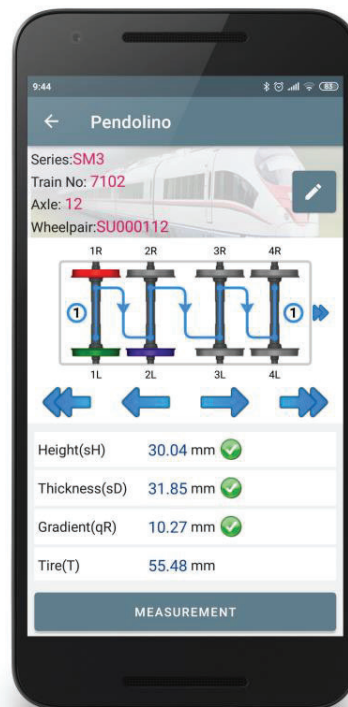 9:44
83
Pendolino
Series:SM3
Train No: 7102
Axle: 12
Wheelpair:SU000112
1R 2R 3R 4R
1 1
1L 2L 3L 4L
Height(sH) 30.04 mm
Thickness(sD) 31.85 mm
Gradient(qR) 10.27 mm
Tire(T) 55.48 mm
MEASUREMENT